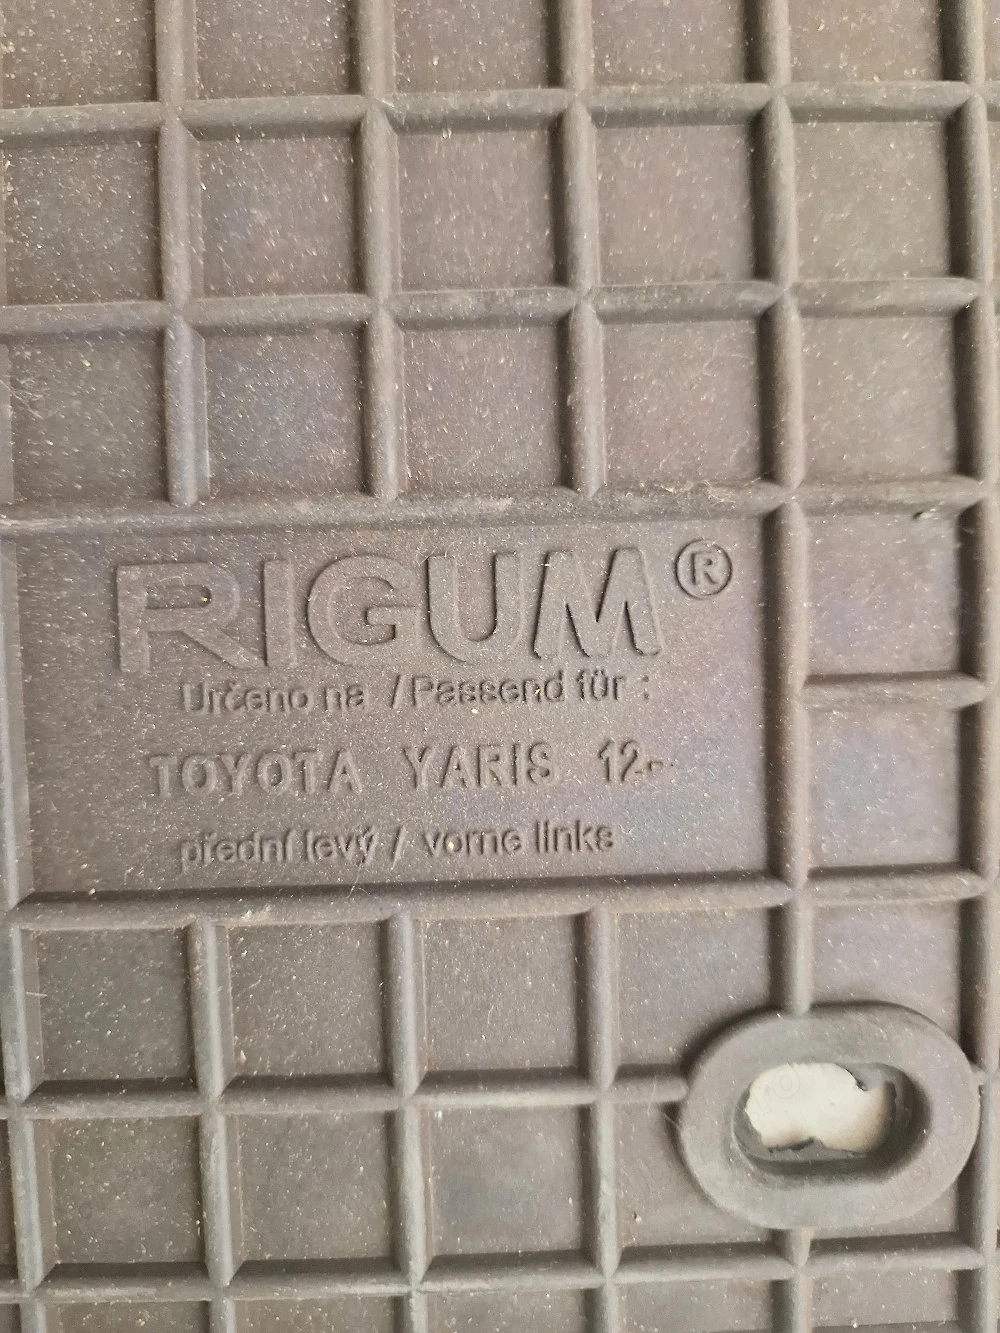 RIGUM®
Určeno na / Passend für :
TOYOTA YARIS 12-
přední levý / vorne links